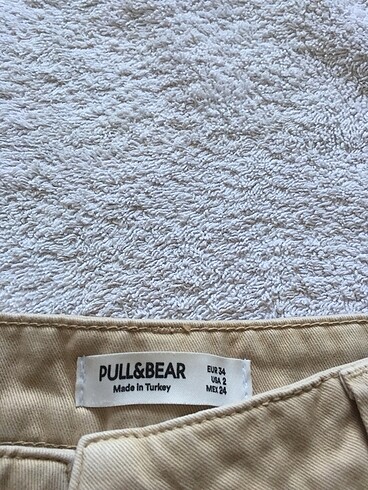 PULL&BEAR
Made in Turkey
EUR 34
USA 2
MEX 24